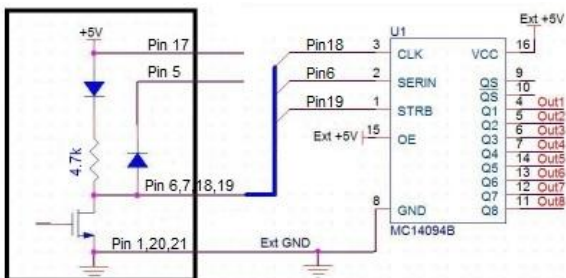 +5V
Pin 17
Pin 5
4.7k
Pin 6,7,18,19
Pin 1,20,21
Ext GND
Pin18
Pin6
Pin19
Ext +5V
U1
3 CLK VCC 16
2 SERIN
1 STRB
15 OE
8 GND
QS 9
QS 10
Q1 4 Out1
Q2 5 Out2
Q3 6 Out3
Q4 7 Out4
Q5 14 Out5
Q6 13 Out6
Q7 12 Out7
Q8 11 Out8
MC14094B
Ext +5V